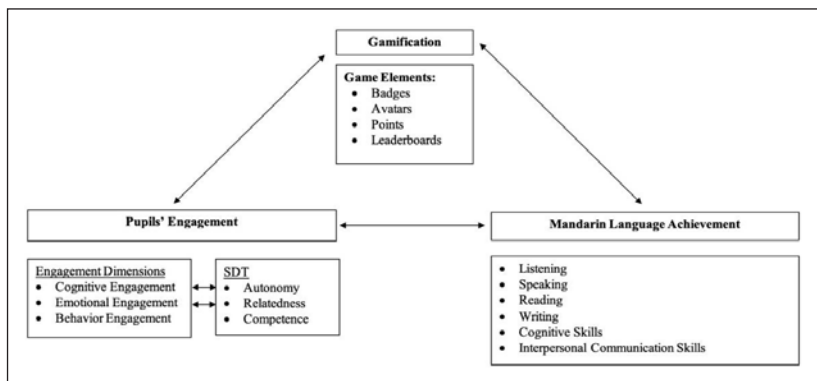 Gamification
Game Elements:
• Badges
• Avatars
• Points
• Leaderboards
Pupils' Engagement
Mandarin Language Achievement
Engagement Dimensions
• Cognitive Engagement
• Emotional Engagement
• Behavior Engagement
SDT
• Autonomy
• Relatedness
• Competence
• Listening
• Speaking
• Reading
• Writing
• Cognitive Skills
• Interpersonal Communication Skills